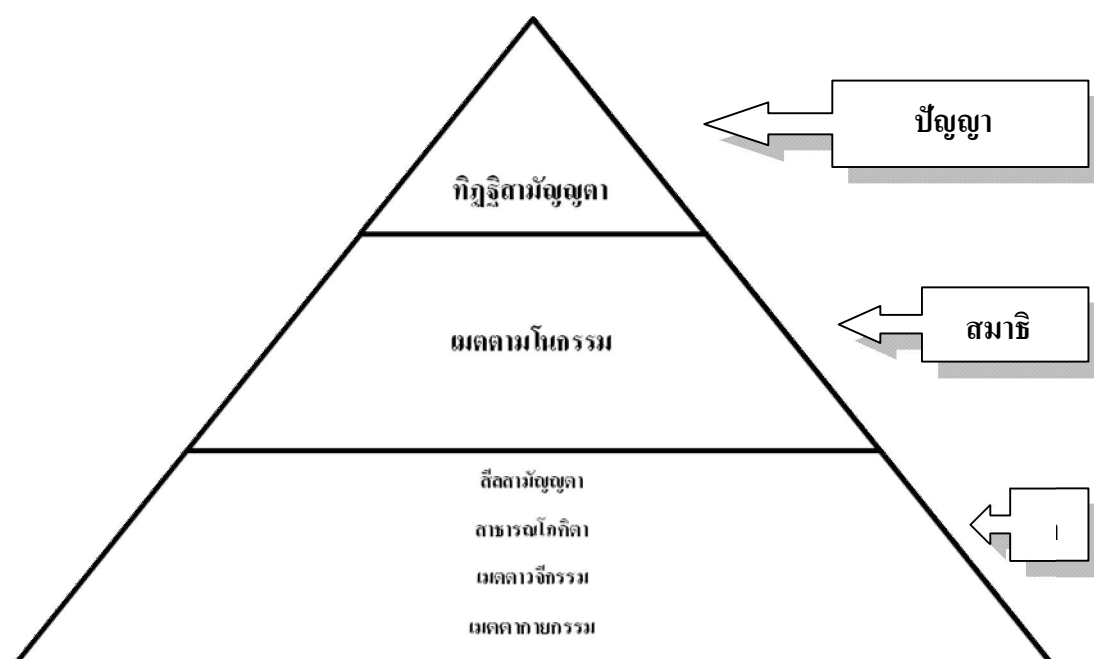 ปัญญา
ทิฏฐิสามัญญตา
สมาธิ
เมตตามโนกรรม
สีลสามัญญตา
สาธารณโภคิตา
เมตตาวจีกรรม
เมตตากายกรรม